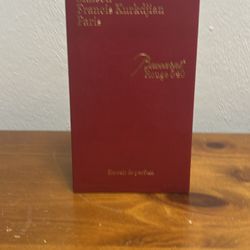 Maison
Francis Kurkdjian
Paris
Baccarat
Rouge 540
Extrait de parfum